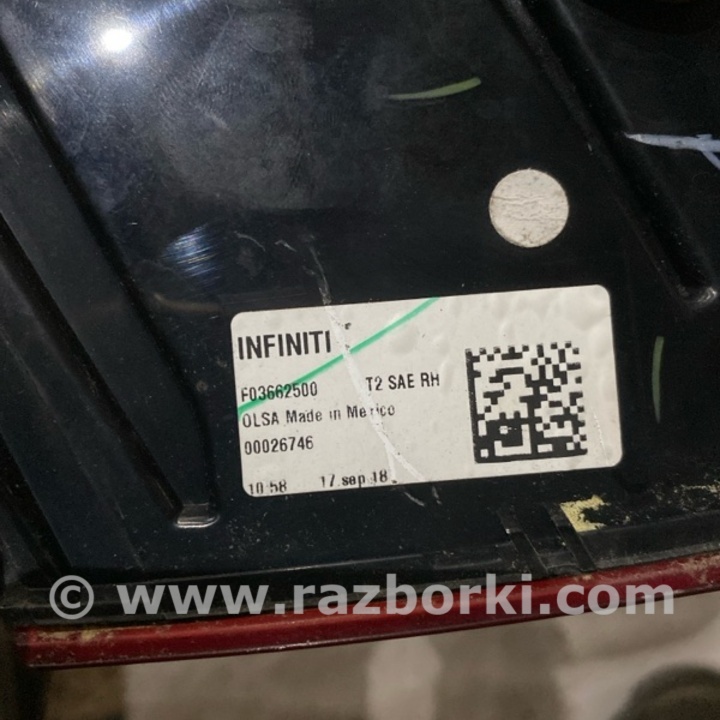 INFINITI
F03662500 T2 SAE RH
OLSA Made in Mexico
00026746
10:58 17 sep 18
© www.razborki.com